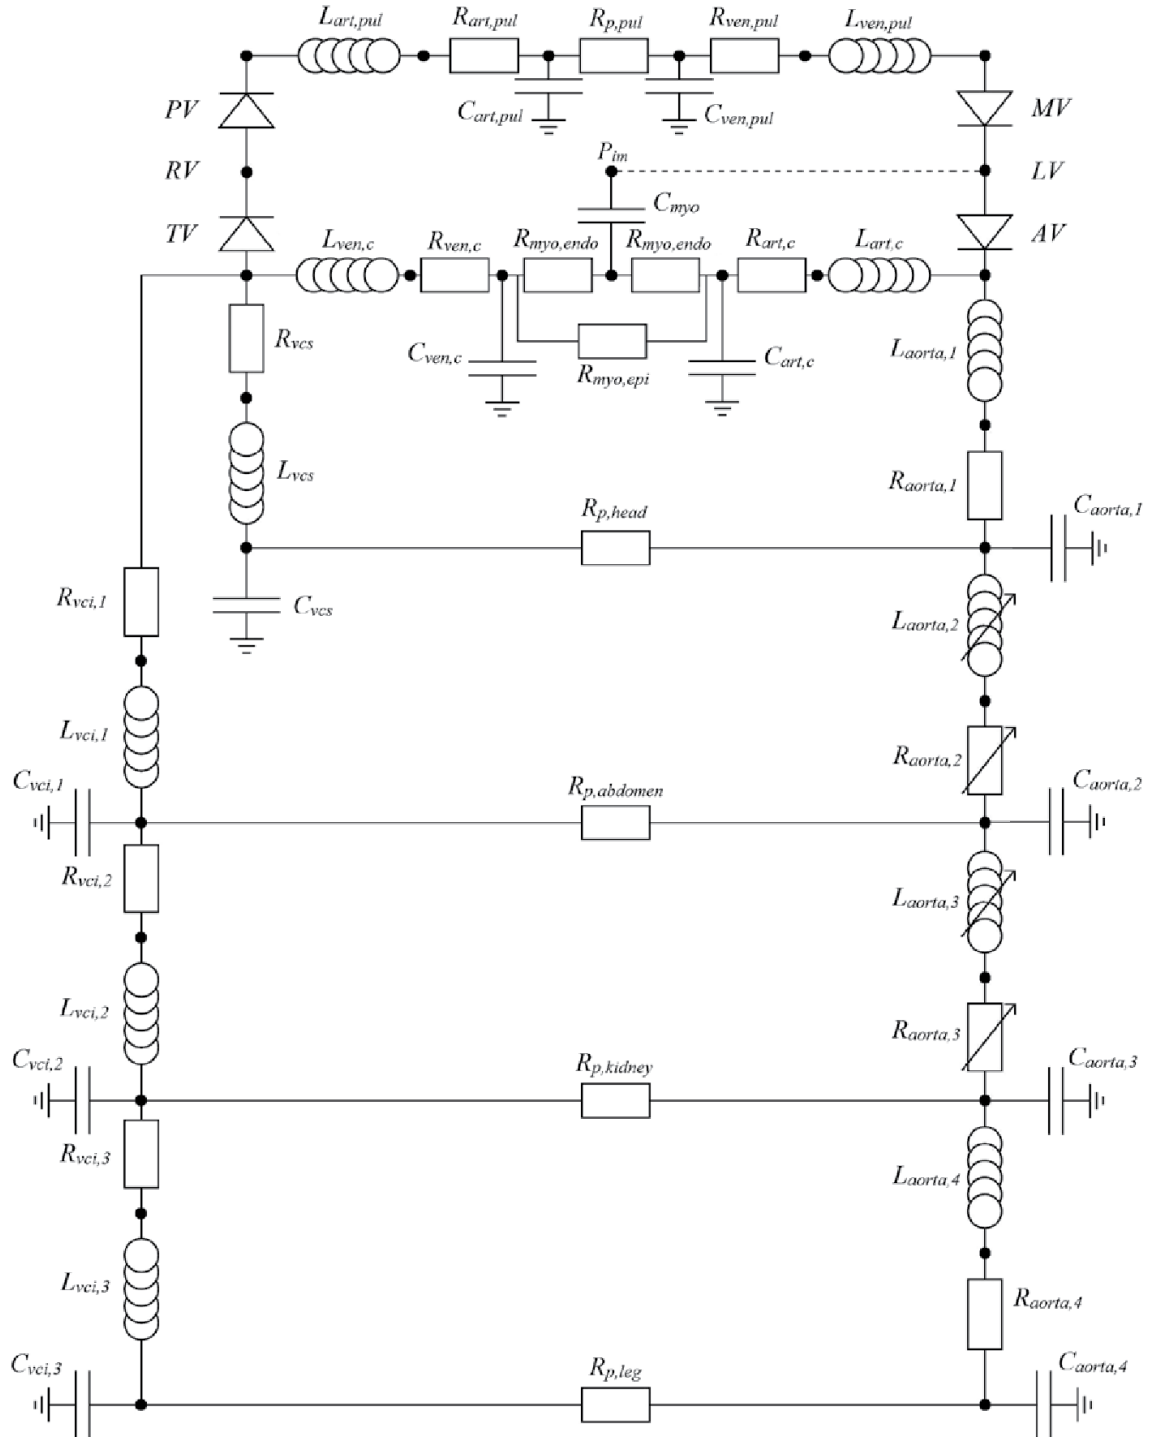 L_art,pul R_art,pul R_p,pul R_ven,pul L_ven,pul
PV C_art,pul C_ven,pul MV
P_im
RV LV
C_myo
TV L_ven,c R_ven,c R_myo,endo R_myo,endo R_art,c L_art,c AV
R_vcs C_ven,c R_myo,epi C_art,c L_aorta,1
L_vcs R_aorta,1
R_p,head C_aorta,1
R_vci,1 C_vcs L_aorta,2
L_vci,1 R_aorta,2
C_vci,1 R_p,abdomen C_aorta,2
R_vci,2 L_aorta,3
L_vci,2 R_aorta,3
C_vci,2 R_p,kidney C_aorta,3
R_vci,3 L_aorta,4
L_vci,3 R_aorta,4
C_vci,3 R_p,leg C_aorta,4